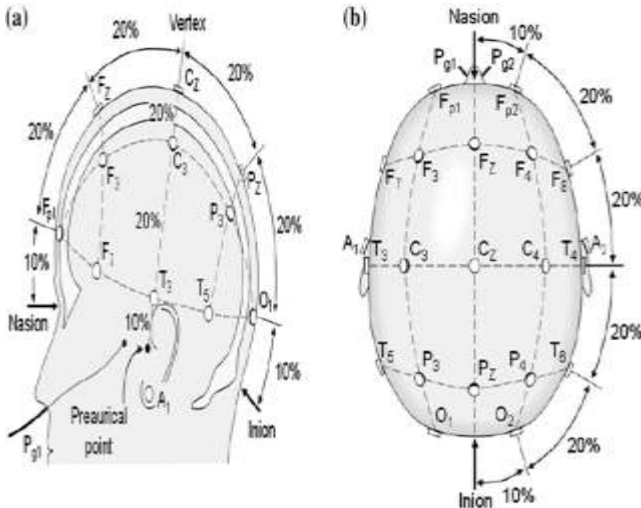 (a)
Vertex
20%
20%
Cz
Fz
20%
20%
F3
C3
Pz
Fp1
20%
P3
20%
10%
F7
T3
T5
O1
Nasion
10%
10%
A1
Preaurical
point
Inion
Pg1
(b)
Nasion
10%
Pg1
Pg2
Fp1
Fp2
20%
F7
F3
Fz
F4
F8
20%
A1
T3
C3
Cz
C4
T4
A2
20%
T5
P3
Pz
P4
T6
O1
O2
20%
Inion
10%